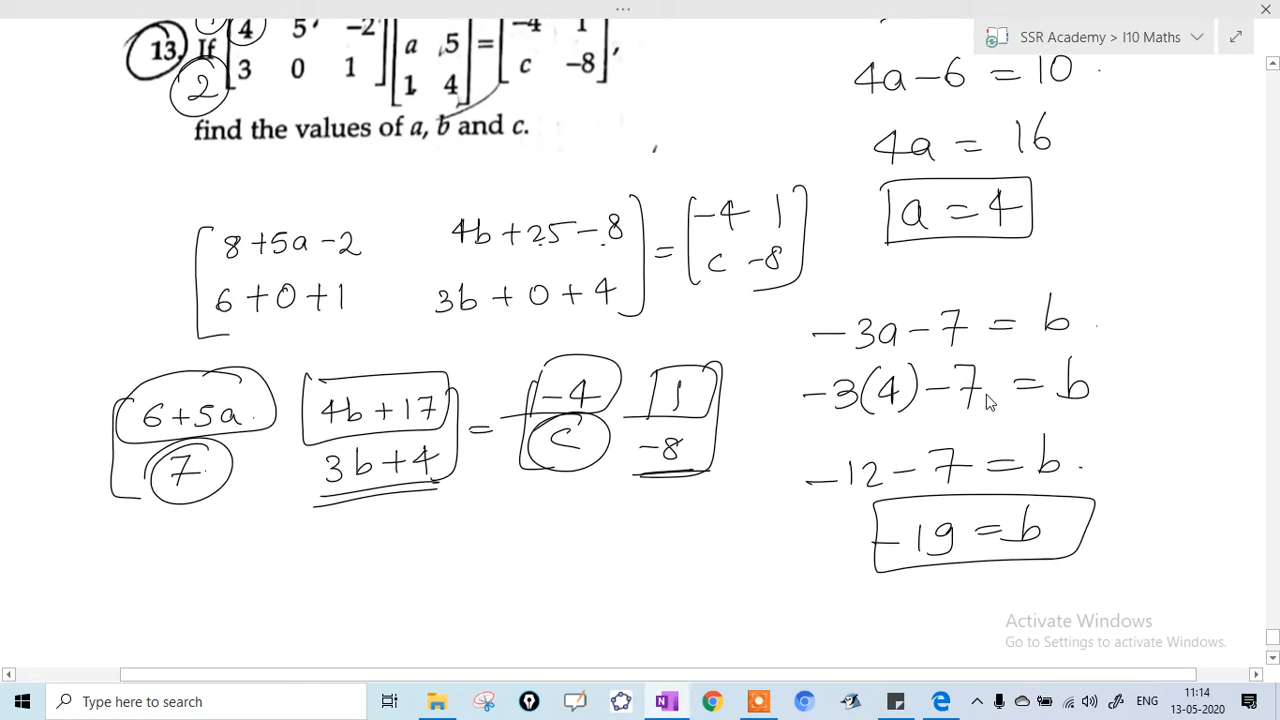 SSR Academy > I10 Maths
13. If [4 5 -2 [ = [-4 1
a 5
c -8 ],
2 3 0 1 ]
1 4 ]
find the values of a, b and c.
[ 8 + 5a - 2 4b + 25 - 8 ] = [ -4 1
6 + 0 + 1 3b + 0 + 4 ] c -8 ]
[ 6 + 5a 4b + 17 ] = [ -4 1
7 3b + 4 ] c -8 ]
4a - 6 = 10
4a = 16
a = 4
-3a - 7 = b
-3(4) - 7 = b
-12 - 7 = b
-19 = b
Activate Windows
Go to Settings to activate Windows.
Type here to search
ENG
11:14
13-05-2020